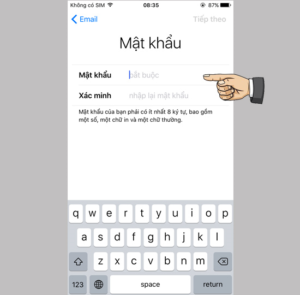 Không có SIM 08:35 87%
Email Tiếp theo
Mật khẩu
Mật khẩu bắt buộc
Xác minh nhập lại mật khẩu
Mật khẩu của bạn phải có ít nhất 8 ký tự, bao gồm
một số, một chữ in và một chữ thường.
q w e r t y u i o p
a s d f g h j k l
z x c v b n m
123 space return